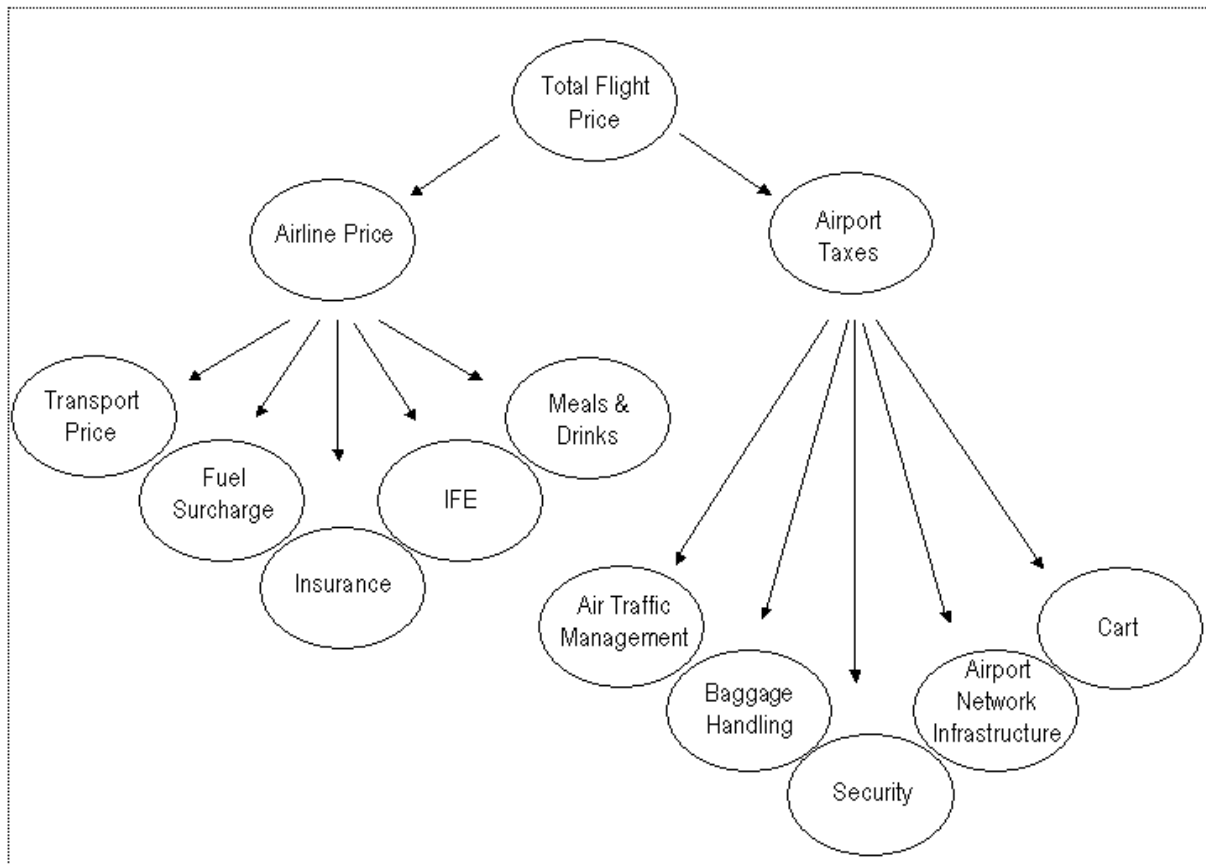 Total Flight
Price
Airline Price
Airport
Taxes
Transport
Price
Fuel
Surcharge
Insurance
IFE
Meals &
Drinks
Air Traffic
Management
Baggage
Handling
Security
Airport
Network
Infrastructure
Cart